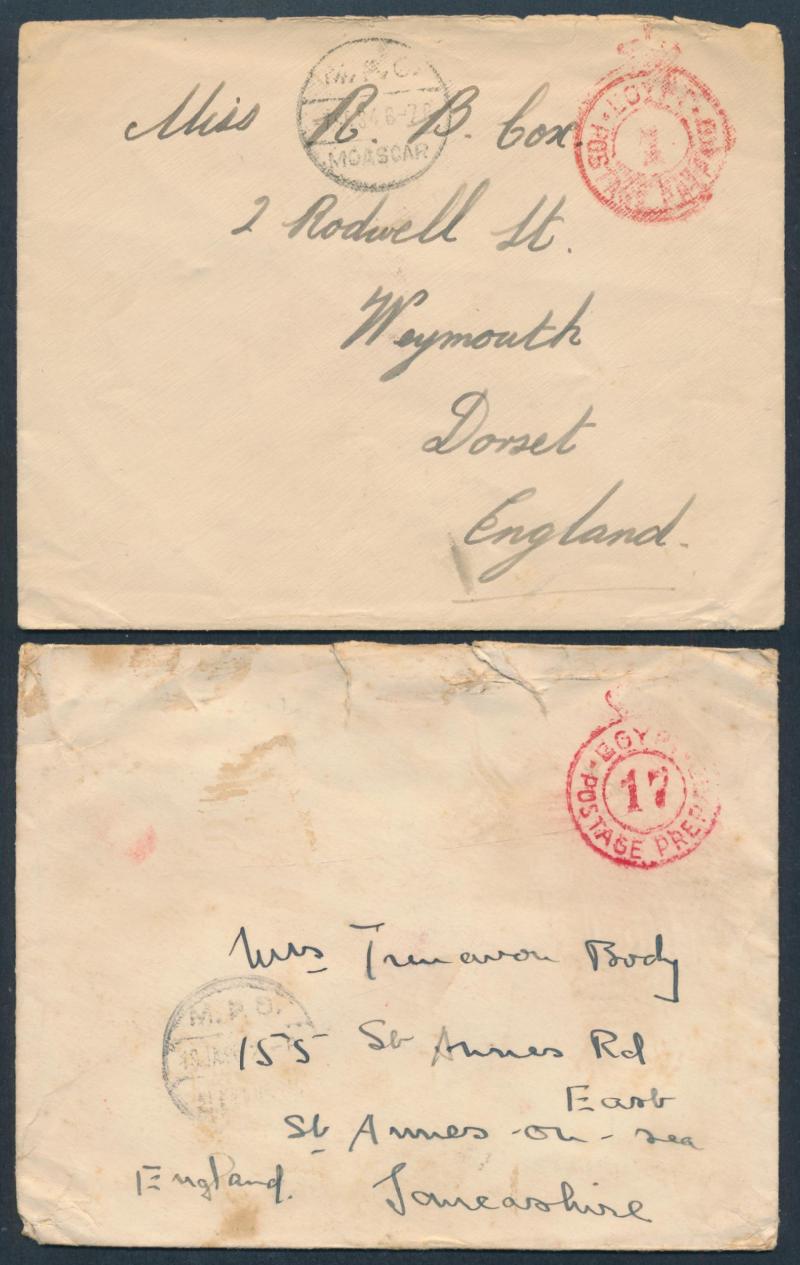 M.P.O.
MOASCAR
EGYPT
1
POSTAGE PREPAID
Miss R. B. Cox.
2 Rodwell St.
Weymouth
Dorset
England.
EGYPT
17
POSTAGE PREPA
Mrs Trenavon Body
M.P.O.
155 St Annes Rd
East
St Annes-on-sea
England. Lancashire